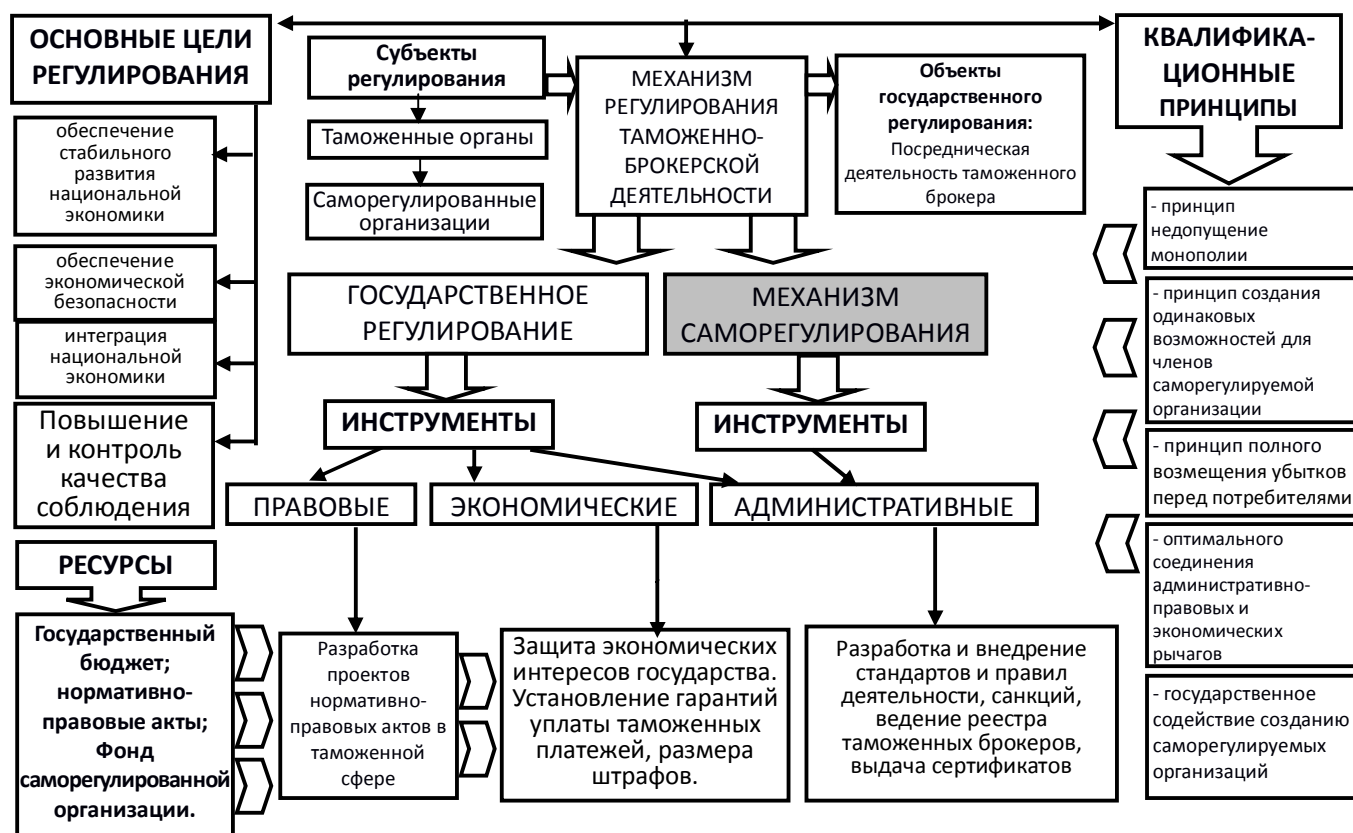 ОСНОВНЫЕ ЦЕЛИ
РЕГУЛИРОВАНИЯ
обеспечение
стабильного
развития
национальной
экономики
обеспечение
экономической
безопасности
интеграция
национальной
экономики
Повышение
и контроль
качества
соблюдения
РЕСУРСЫ
Государственный
бюджет;
нормативно-
правовые акты;
Фонд
саморегулированной
организации.
Субъекты
регулирования
Таможенные органы
Саморегулированные
организации
МЕХАНИЗМ
РЕГУЛИРОВАНИЯ
ТАМОЖЕННО-
БРОКЕРСКОЙ
ДЕЯТЕЛЬНОСТИ
Объекты
государственного
регулирования:
Посредническая
деятельность таможенного
брокера
ГОСУДАРСТВЕННОЕ
РЕГУЛИРОВАНИЕ
МЕХАНИЗМ
САМОРЕГУЛИРОВАНИЯ
ИНСТРУМЕНТЫ
ИНСТРУМЕНТЫ
ПРАВОВЫЕ
ЭКОНОМИЧЕСКИЕ
АДМИНИСТРАТИВНЫЕ
Разработка
проектов
нормативно-
правовых актов в
таможенной
сфере
Защита экономических
интересов государства.
Установление гарантий
уплаты таможенных
платежей, размера
штрафов.
Разработка и внедрение
стандартов и правил
деятельности, санкций,
ведение реестра
таможенных брокеров,
выдача сертификатов
КВАЛИФИКА-
ЦИОННЫЕ
ПРИНЦИПЫ
- принцип
недопущение
монополии
- принцип создания
одинаковых
возможностей для
членов
саморегулируемой
организации
- принцип полного
возмещения убытков
перед потребителями
- оптимального
соединения
административно-
правовых и
экономических
рычагов
- государственное
содействие созданию
саморегулируемых
организаций